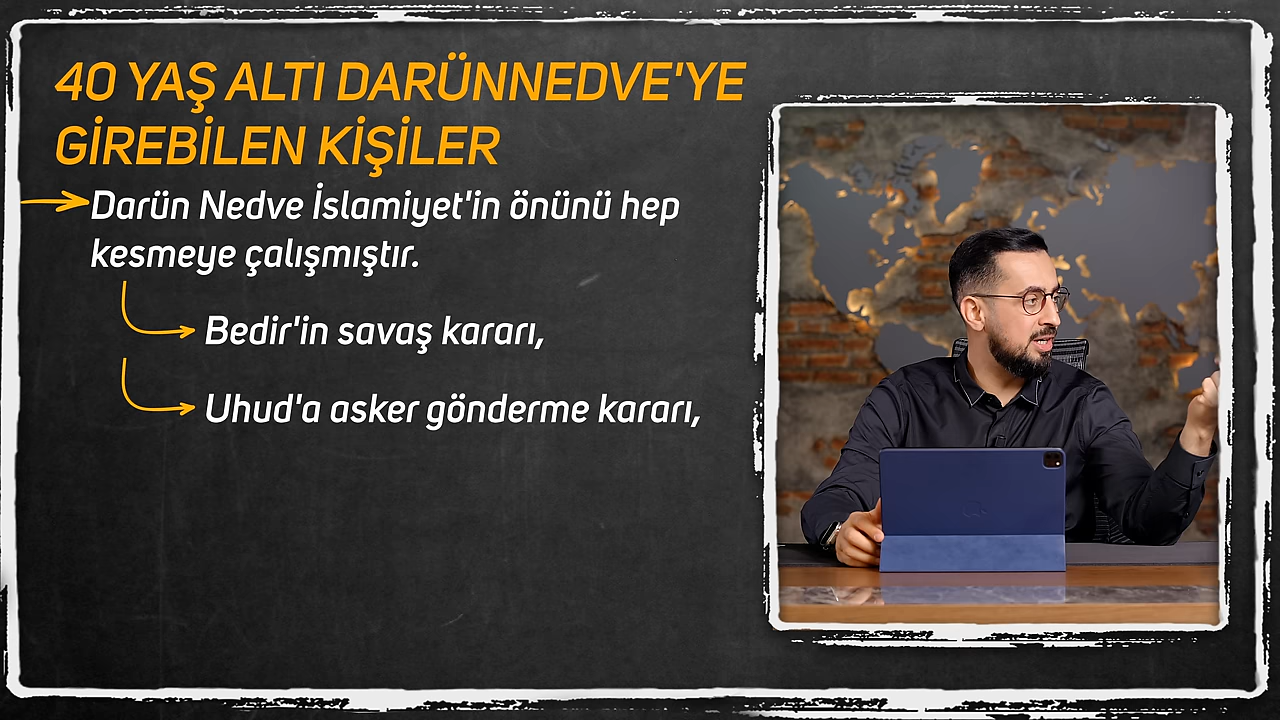 40 YAŞ ALTI DARÜNNEDVE'YE
GİREBİLEN KİŞİLER
Darün Nedve İslamiyet'in önünü hep
kesmeye çalışmıştır.
Bedir'in savaş kararı,
Uhud'a asker gönderme kararı,